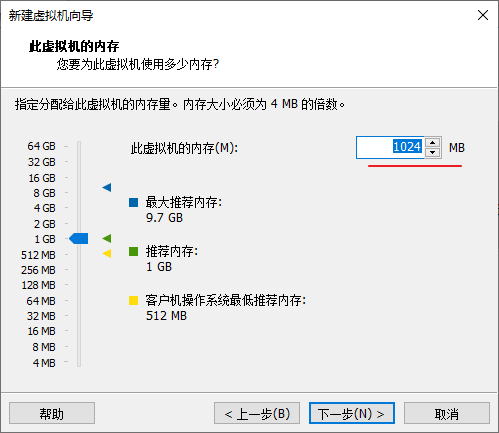 新建虚拟机向导
此虚拟机的内存
您要为此虚拟机使用多少内存?
指定分配给此虚拟机的内存量。内存大小必须为 4 MB 的倍数。
此虚拟机的内存(M): 1024 MB
64 GB
32 GB
16 GB
8 GB
4 GB
2 GB
1 GB
512 MB
256 MB
128 MB
64 MB
32 MB
16 MB
8 MB
4 MB
最大推荐内存:
9.7 GB
推荐内存:
1 GB
客户机操作系统最低推荐内存:
512 MB
帮助 < 上一步(B) 下一步(N) > 取消